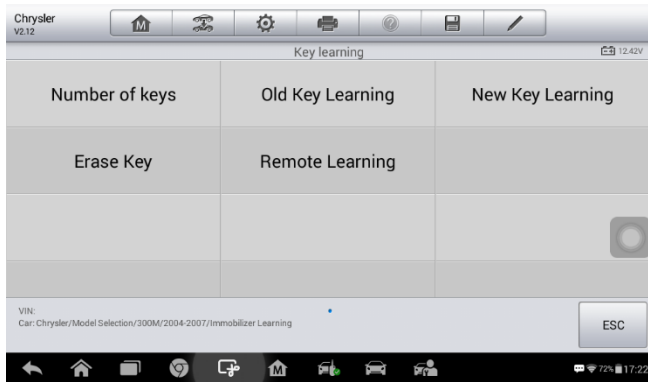 Chrysler
V2.12
M
Key learning
12.42V
Number of keys
Old Key Learning
New Key Learning
Erase Key
Remote Learning
VIN:
Car: Chrysler/Model Selection/300M/2004-2007/Immobilizer Learning
ESC
M
72% 17:22